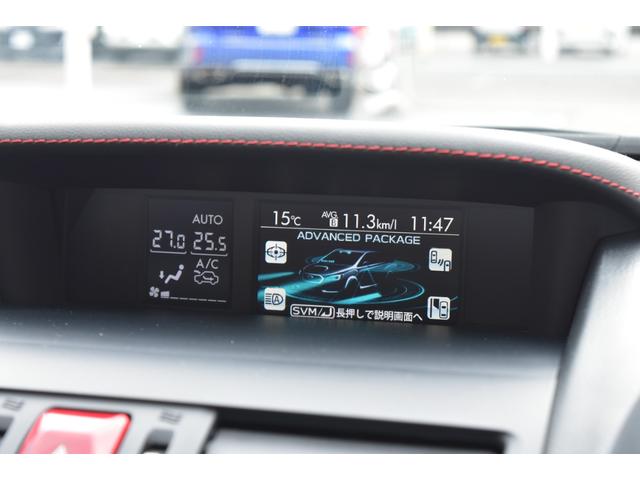 AUTO
27.0 25.5
A/C
15℃ AVG E 11.3km/l 11:47
ADVANCED PACKAGE
A
SVM/⤶ 長押しで説明画面へ